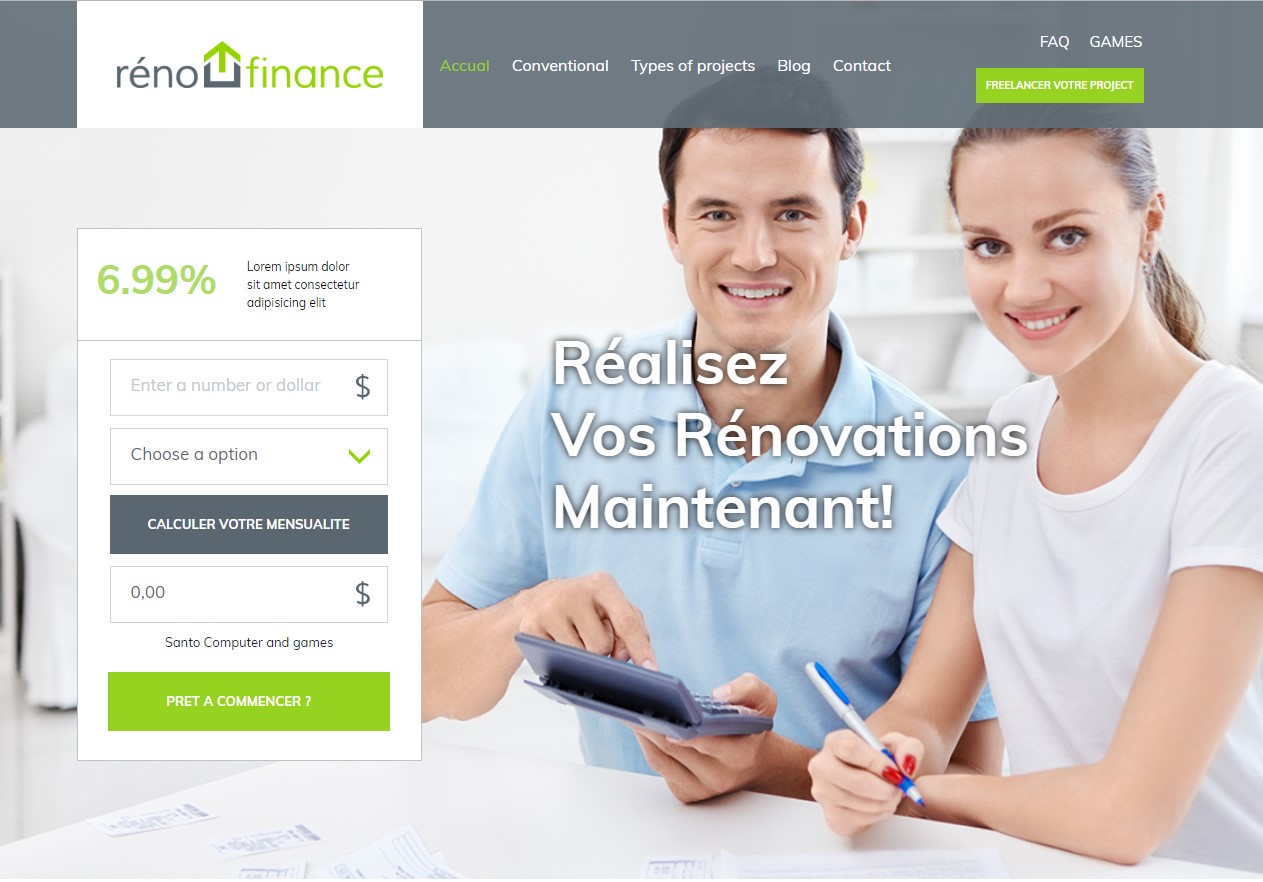 réno finance
Accual Conventional Types of projects Blog Contact
FAQ GAMES
FREELANCER VOTRE PROJECT
6.99%
Lorem ipsum dolor
sit amet consectetur
adipisicing elit
Enter a number or dollar $
Choose a option
CALCULER VOTRE MENSUALITE
0,00 $
Santo Computer and games
PRET A COMMENCER ?
Réalisez
Vos Rénovations
Maintenant!